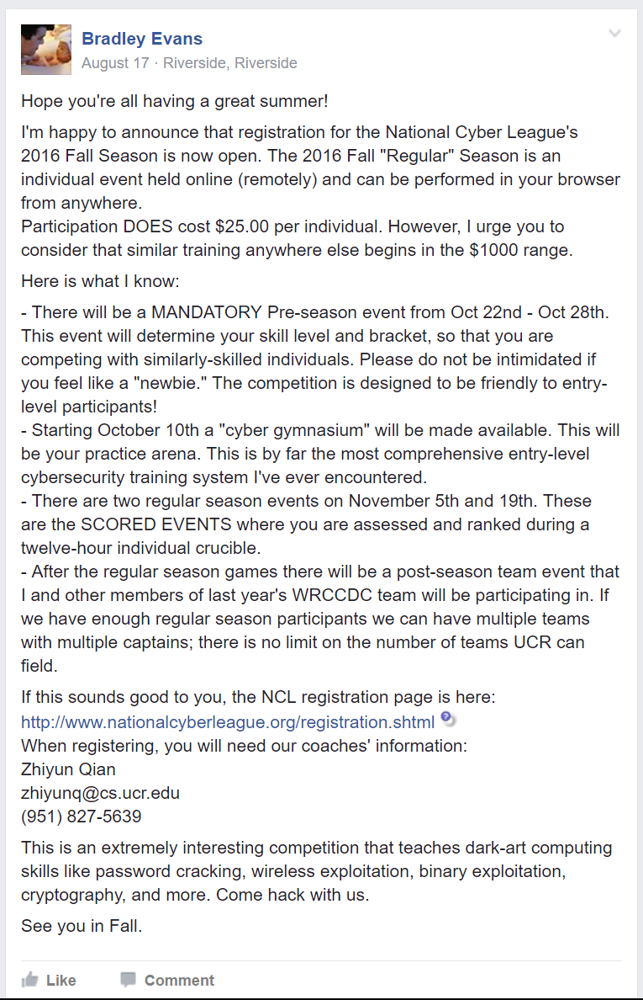 Bradley Evans
August 17 · Riverside, Riverside
Hope you're all having a great summer!
I'm happy to announce that registration for the National Cyber League's
2016 Fall Season is now open. The 2016 Fall "Regular" Season is an
individual event held online (remotely) and can be performed in your browser
from anywhere.
Participation DOES cost $25.00 per individual. However, I urge you to
consider that similar training anywhere else begins in the $1000 range.
Here is what I know:
- There will be a MANDATORY Pre-season event from Oct 22nd - Oct 28th.
This event will determine your skill level and bracket, so that you are
competing with similarly-skilled individuals. Please do not be intimidated if
you feel like a "newbie." The competition is designed to be friendly to entry-
level participants!
- Starting October 10th a "cyber gymnasium" will be made available. This will
be your practice arena. This is by far the most comprehensive entry-level
cybersecurity training system I've ever encountered.
- There are two regular season events on November 5th and 19th. These
are the SCORED EVENTS where you are assessed and ranked during a
twelve-hour individual crucible.
- After the regular season games there will be a post-season team event that
I and other members of last year's WRCCDC team will be participating in. If
we have enough regular season participants we can have multiple teams
with multiple captains; there is no limit on the number of teams UCR can
field.
If this sounds good to you, the NCL registration page is here:
http://www.nationalcyberleague.org/registration.shtml
When registering, you will need our coaches' information:
Zhiyun Qian
zhiyunq@cs.ucr.edu
(951) 827-5639
This is an extremely interesting competition that teaches dark-art computing
skills like password cracking, wireless exploitation, binary exploitation,
cryptography, and more. Come hack with us.
See you in Fall.
Like Comment